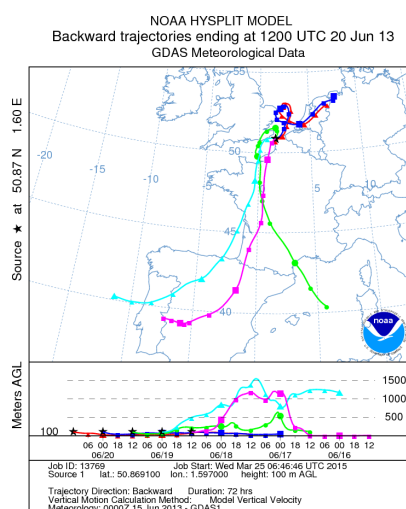 NOAA HYSPLIT MODEL
Backward trajectories ending at 1200 UTC 20 Jun 13
GDAS Meteorological Data
Source ★ at 50.87 N 1.60 E
55
-20
-15
-10
-5
5
50
45
40
noaa
Meters AGL
100
1500
1000
500
06 00 18 12 06 00 18 12 06 00 18 12 06 00 18 12 06 00 18 12
06/20 06/19 06/18 06/17 06/16
Job ID: 13769 Job Start: Wed Mar 25 06:46:46 UTC 2015
Source 1 lat.: 50.869100 lon.: 1.597000 height: 100 m AGL
Trajectory Direction: Backward Duration: 72 hrs
Vertical Motion Calculation Method: Model Vertical Velocity
Meteorology: 0000Z 15 Jun 2013 - GDAS1